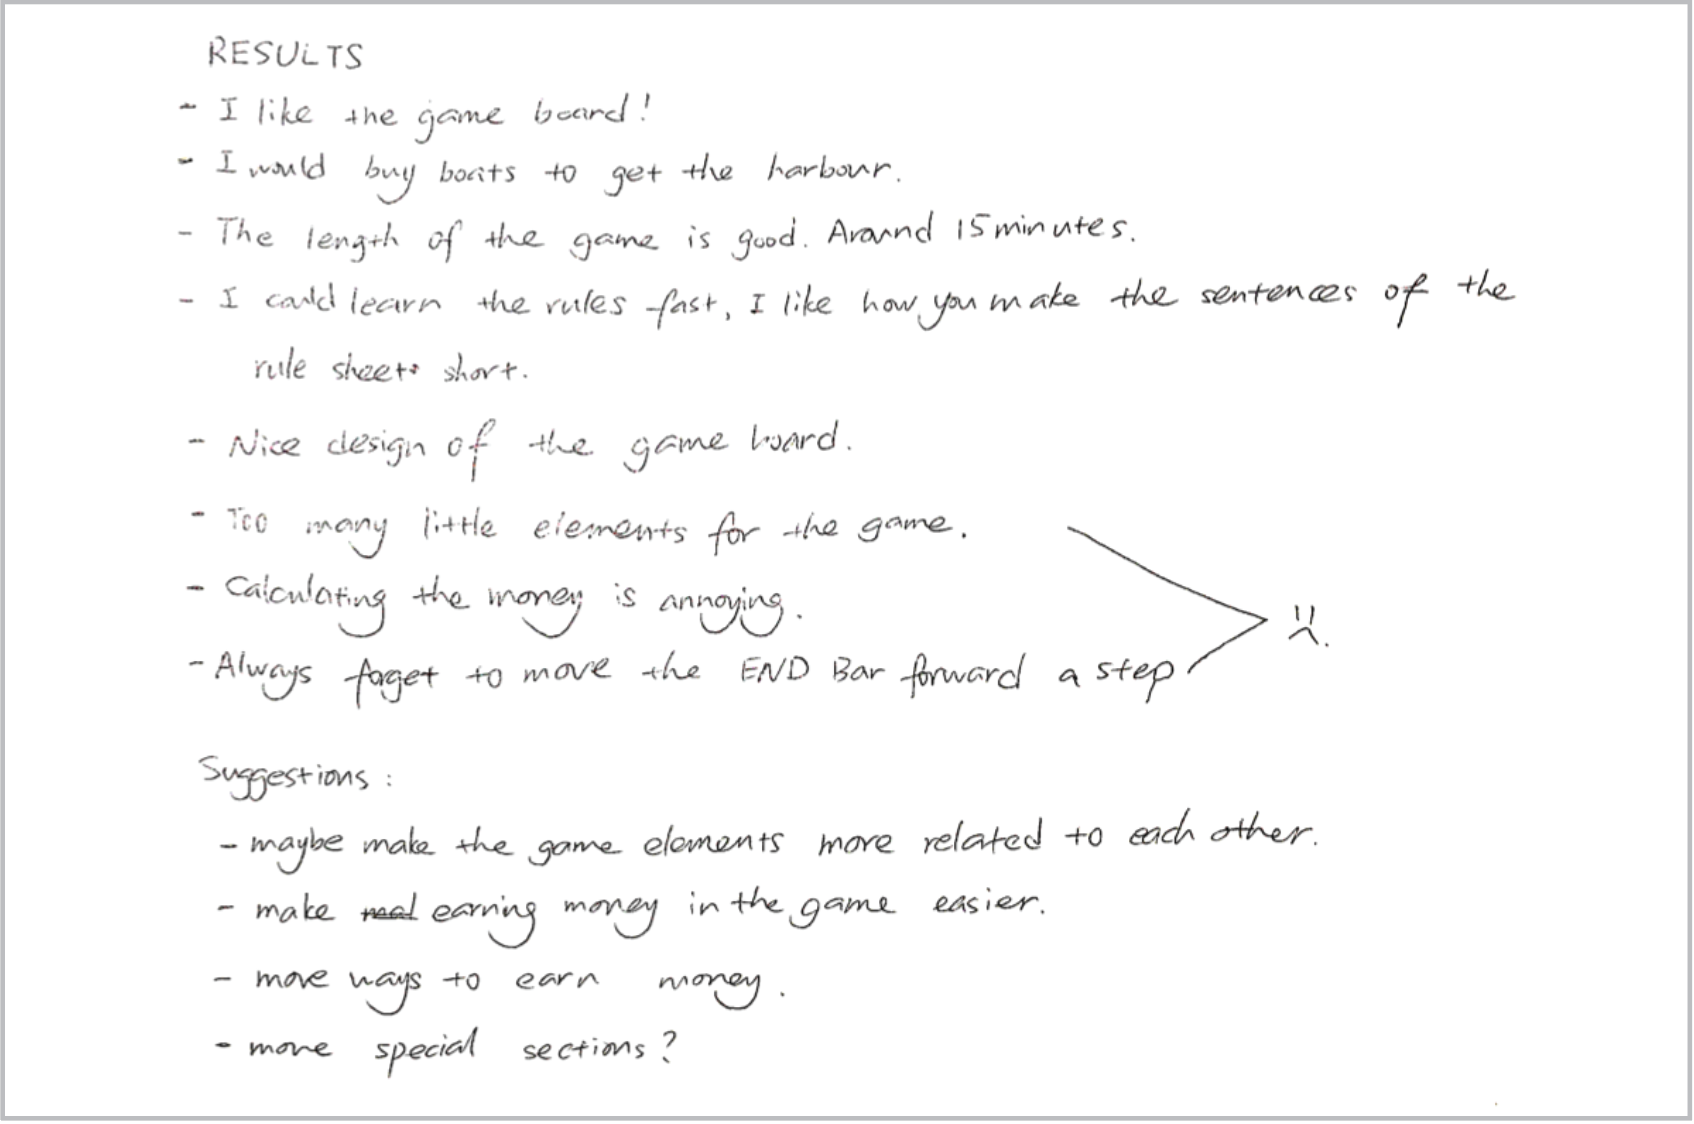 RESULTS
- I like the game board!
- I would buy boats to get the harbour.
- The length of the game is good. Around 15 minutes.
- I could learn the rules fast, I like how you make the sentences of the
rule sheets short.
- Nice design of the game board.
- Too many little elements for the game.
- Calculating the money is annoying.
- Always forget to move the END Bar forward a step
Suggestions :
- maybe make the game elements more related to each other.
- make earning money in the game easier.
- more ways to earn money.
- more special sections?